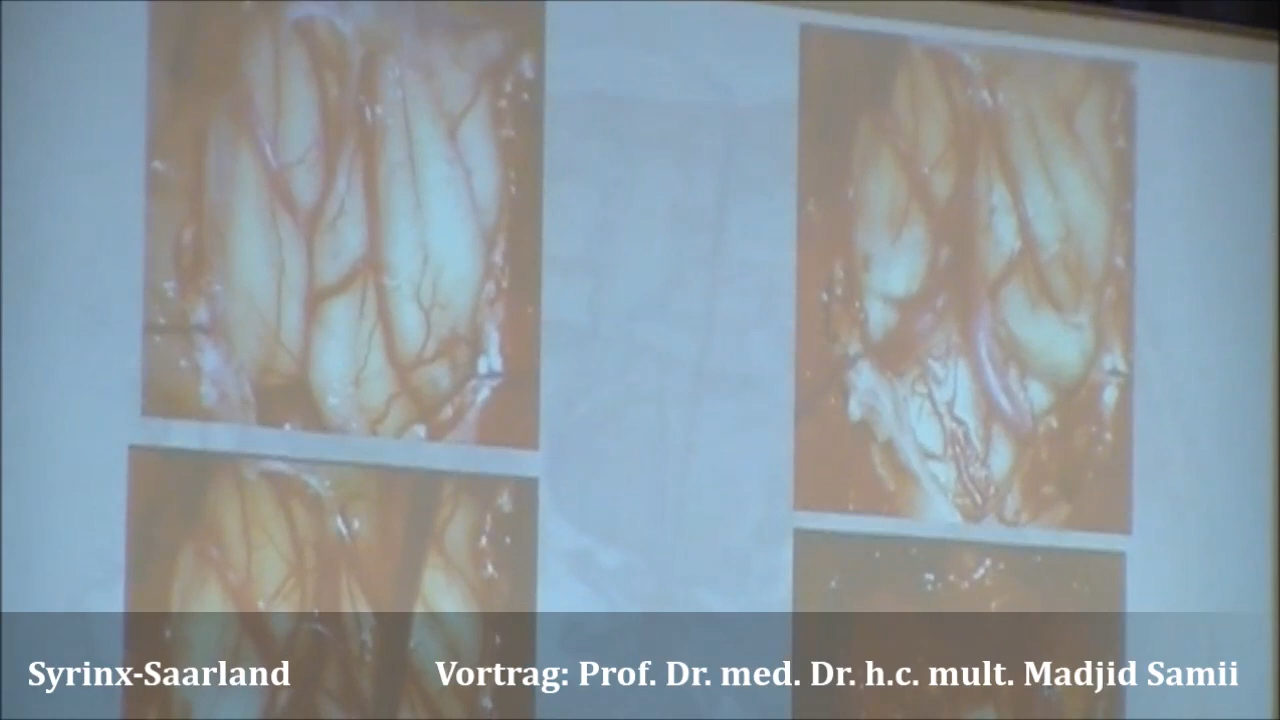 Syrinx-Saarland
Vortrag: Prof. Dr. med. Dr. h.c. mult. Madjid Samii